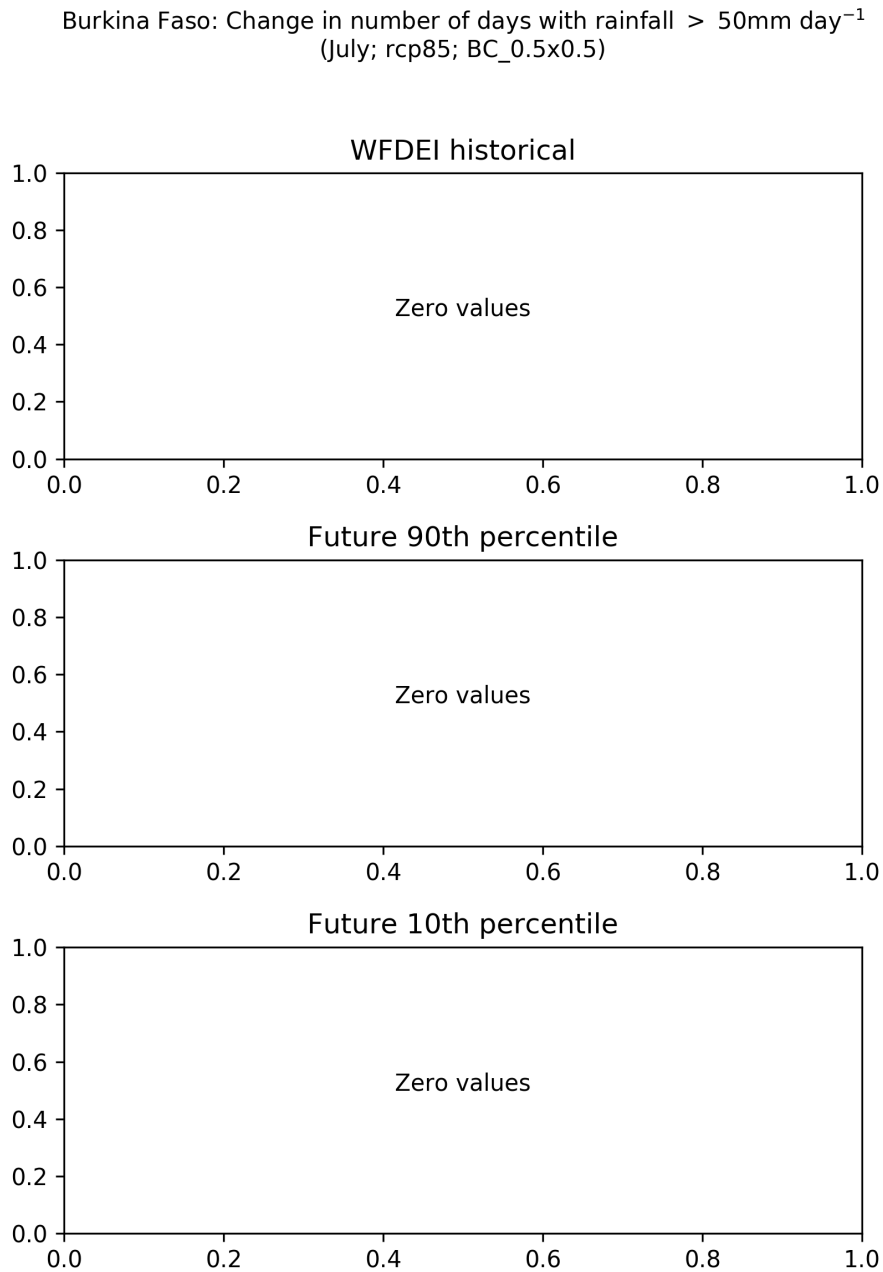 Burkina Faso: Change in number of days with rainfall > 50mm day⁻¹
(July; rcp85; BC_0.5x0.5)
WFDEI historical
1.0
0.8
0.6
0.4
0.2
0.0
Zero values
0.0 0.2 0.4 0.6 0.8 1.0
Future 90th percentile
1.0
0.8
0.6
0.4
0.2
0.0
Zero values
0.0 0.2 0.4 0.6 0.8 1.0
Future 10th percentile
1.0
0.8
0.6
0.4
0.2
0.0
Zero values
0.0 0.2 0.4 0.6 0.8 1.0